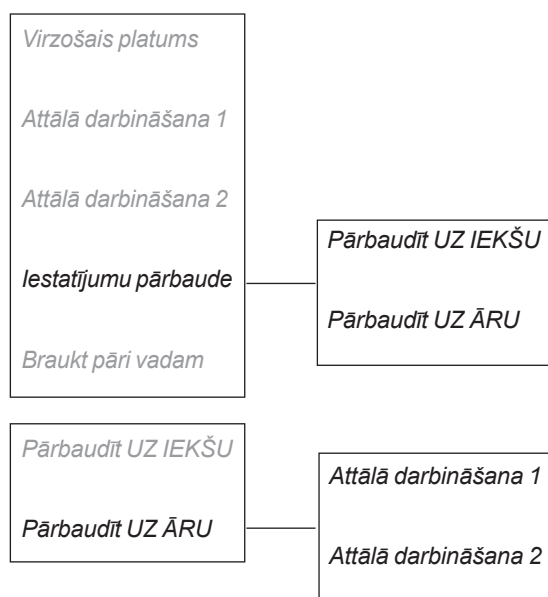 Virzošais platums
Attālā darbināšana 1
Attālā darbināšana 2
Iestatījumu pārbaude
Braukt pāri vadam
Pārbaudīt UZ IEKŠU
Pārbaudīt UZ ĀRU
Pārbaudīt UZ IEKŠU
Pārbaudīt UZ ĀRU
Attālā darbināšana 1
Attālā darbināšana 2